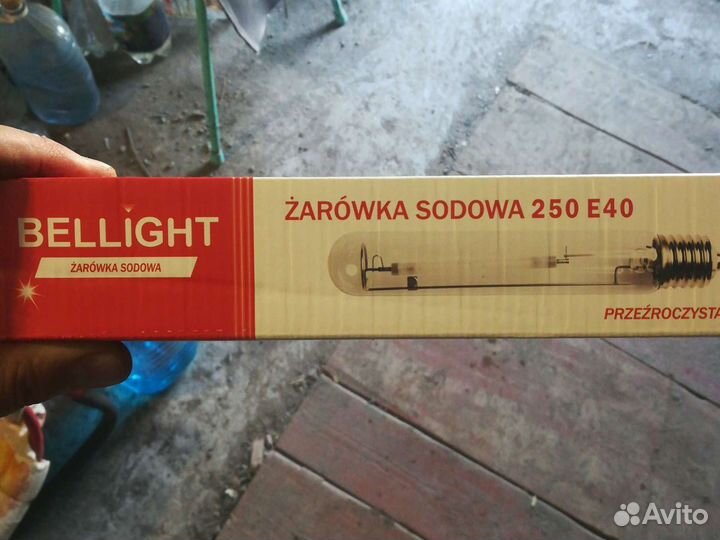 BELLIGHT
ŻARÓWKA SODOWA
ŻARÓWKA SODOWA 250 E40
PRZEŹROCZYSTA
Avito